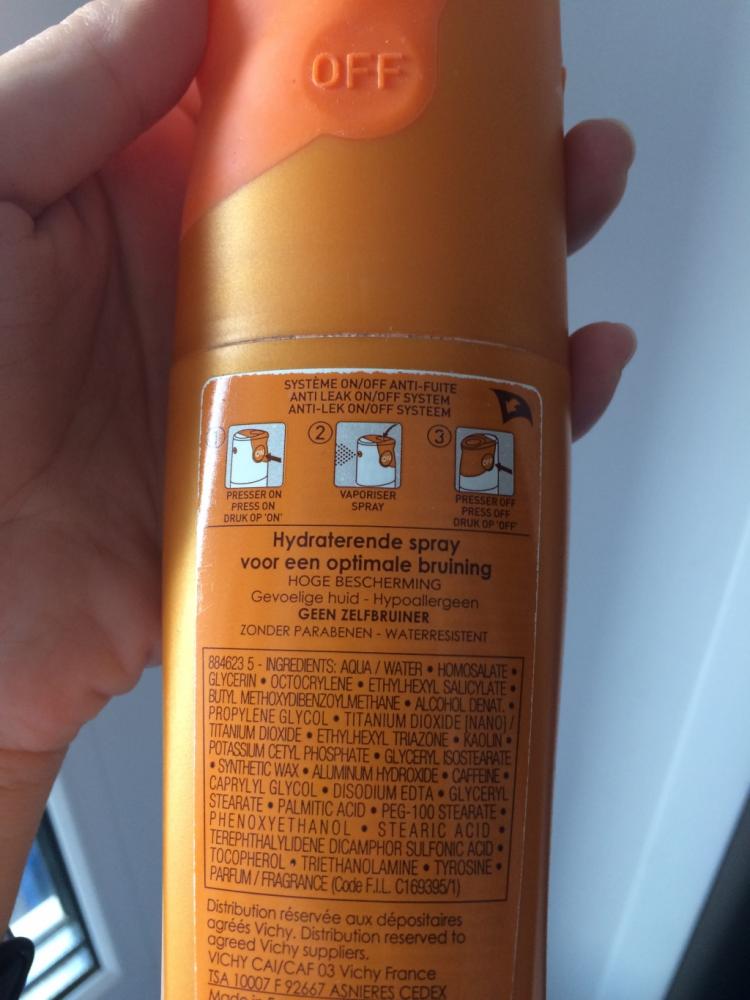 OFF
SYSTÈME ON/OFF ANTI-FUITE
ANTI LEAK ON/OFF SYSTEM
ANTI-LEK ON/OFF SYSTEEM
1 2 3
PRESSER ON
PRESS ON
DRUK OP 'ON'
VAPORISER
SPRAY
PRESSER OFF
PRESS OFF
DRUK OP 'OFF'
Hydraterende spray
voor een optimale bruining
HOGE BESCHERMING
Gevoelige huid - Hypoallergeen
GEEN ZELFBRUINER
ZONDER PARABENEN - WATERRESISTENT
884623 5 - INGREDIENTS: AQUA / WATER • HOMOSALATE •
GLYCERIN • OCTOCRYLENE • ETHYLHEXYL SALICYLATE •
BUTYL METHOXYDIBENZOYLMETHANE • ALCOHOL DENAT. •
PROPYLENE GLYCOL • TITANIUM DIOXIDE [NANO] /
TITANIUM DIOXIDE • ETHYLHEXYL TRIAZONE • KAOLIN •
POTASSIUM CETYL PHOSPHATE • GLYCERYL ISOSTEARATE
• SYNTHETIC WAX • ALUMINUM HYDROXIDE • CAFFEINE •
CAPRYLYL GLYCOL • DISODIUM EDTA • GLYCERYL
STEARATE • PALMITIC ACID • PEG-100 STEARATE •
PHENOXYETHANOL • STEARIC ACID •
TEREPHTHALYLIDENE DICAMPHOR SULFONIC ACID •
TOCOPHEROL • TRIETHANOLAMINE • TYROSINE •
PARFUM / FRAGRANCE (Code F.I.L. C169395/1)
Distribution réservée aux dépositaires
agréés Vichy. Distribution reserved to
agreed Vichy suppliers.
VICHY CAI/CAF 03 Vichy France
TSA 10007 F 92667 ASNIERES CEDEX
Made in